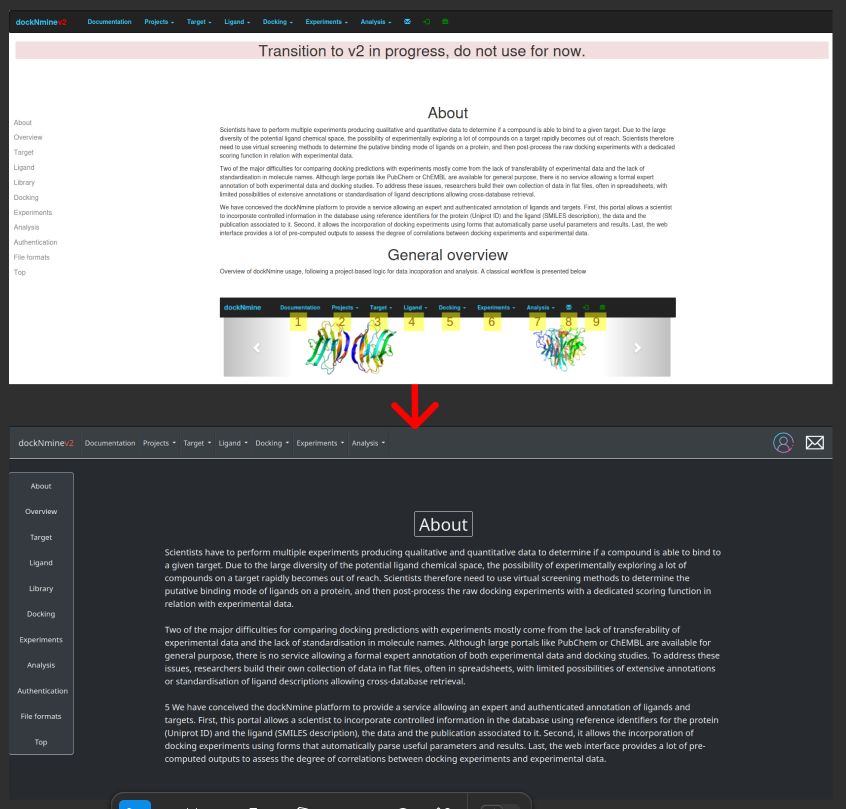 dockNminev2 Documentation Projects Target Ligand Docking Experiments Analysis
Transition to v2 in progress, do not use for now.
About
Overview
Target
Ligand
Library
Docking
Experiments
Analysis
Authentication
File formats
Top
About
Scientists have to perform multiple experiments producing qualitative and quantitative data to determine if a compound is able to bind to a given target. Due to the large
diversity of the potential ligand chemical space, the possibility of experimentally exploring a lot of compounds on a target rapidly becomes out of reach. Scientists therefore
need to use virtual screening methods to determine the putative binding mode of ligands on a protein, and then post-process the raw docking experiments with a dedicated
scoring function in relation with experimental data.
Two of the major difficulties for comparing docking predictions with experiments mostly come from the lack of transferability of experimental data and the lack of
standardisation in molecule names. Although large portals like PubChem or ChEMBL are available for general purpose, there is no service allowing a formal expert
annotation of both experimental data and docking studies. To address these issues, researchers build their own collection of data in flat files, often in spreadsheets, with
limited possibilities of extensive annotations or standardisation of ligand descriptions allowing cross-database retrieval.
We have conceived the dockNmine platform to provide a service allowing an expert and authenticated annotation of ligands and targets. First, this portal allows a scientist
to incorporate controlled information in the database using reference identifiers for the protein (Uniprot ID) and the ligand (SMILES description), the data and the
publication associated to it. Second, it allows the incorporation of docking experiments using forms that automatically parse useful parameters and results. Last, the web
interface provides a lot of pre-computed outputs to assess the degree of correlations between docking experiments and experimental data.
General overview
Overview of dockNmine usage, following a project-based logic for data incoporation and analysis. A classical workflow is presented below
dockNmine Documentation Projects Target Ligand Docking Experiments Analysis
1 2 3 4 5 6 7 8 9
dockNminev2 Documentation Projects Target Ligand Docking Experiments Analysis
About
Overview
Target
Ligand
Library
Docking
Experiments
Analysis
Authentication
File formats
Top
About
Scientists have to perform multiple experiments producing qualitative and quantitative data to determine if a compound is able to bind to
a given target. Due to the large diversity of the potential ligand chemical space, the possibility of experimentally exploring a lot of
compounds on a target rapidly becomes out of reach. Scientists therefore need to use virtual screening methods to determine the
putative binding mode of ligands on a protein, and then post-process the raw docking experiments with a dedicated scoring function in
relation with experimental data.
Two of the major difficulties for comparing docking predictions with experiments mostly come from the lack of transferability of
experimental data and the lack of standardisation in molecule names. Although large portals like PubChem or ChEMBL are available for
general purpose, there is no service allowing a formal expert annotation of both experimental data and docking studies. To address these
issues, researchers build their own collection of data in flat files, often in spreadsheets, with limited possibilities of extensive annotations
or standardisation of ligand descriptions allowing cross-database retrieval.
5 We have conceived the dockNmine platform to provide a service allowing an expert and authenticated annotation of ligands and
targets. First, this portal allows a scientist to incorporate controlled information in the database using reference identifiers for the protein
(Uniprot ID) and the ligand (SMILES description), the data and the publication associated to it. Second, it allows the incorporation of
docking experiments using forms that automatically parse useful parameters and results. Last, the web interface provides a lot of pre-
computed outputs to assess the degree of correlations between docking experiments and experimental data.